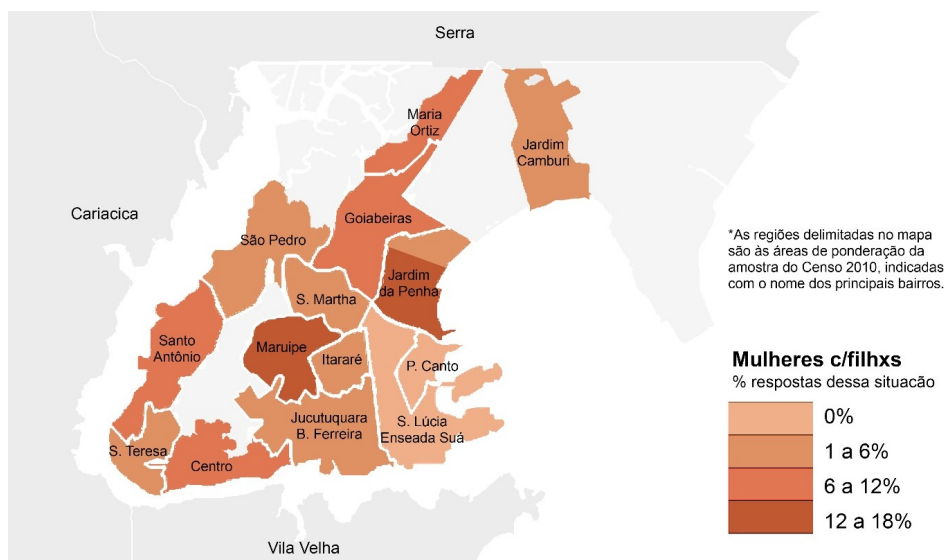 Serra
Maria
Ortiz
Jardim
Camburi
Cariacica
Goiabeiras
São Pedro
*As regiões delimitadas no mapa
são às áreas de ponderação da
amostra do Censo 2010, indicadas
com o nome dos principais bairros.
Jardim
da Penha
S. Martha
Santo
Antônio
Maruipe
Itararé
P. Canto
Mulheres c/filhxs
% respostas dessa situacão
Jucutuquara
B. Ferreira
S. Lúcia
Enseada Suá
S. Teresa
Centro
0%
1 a 6%
6 a 12%
12 a 18%
Vila Velha